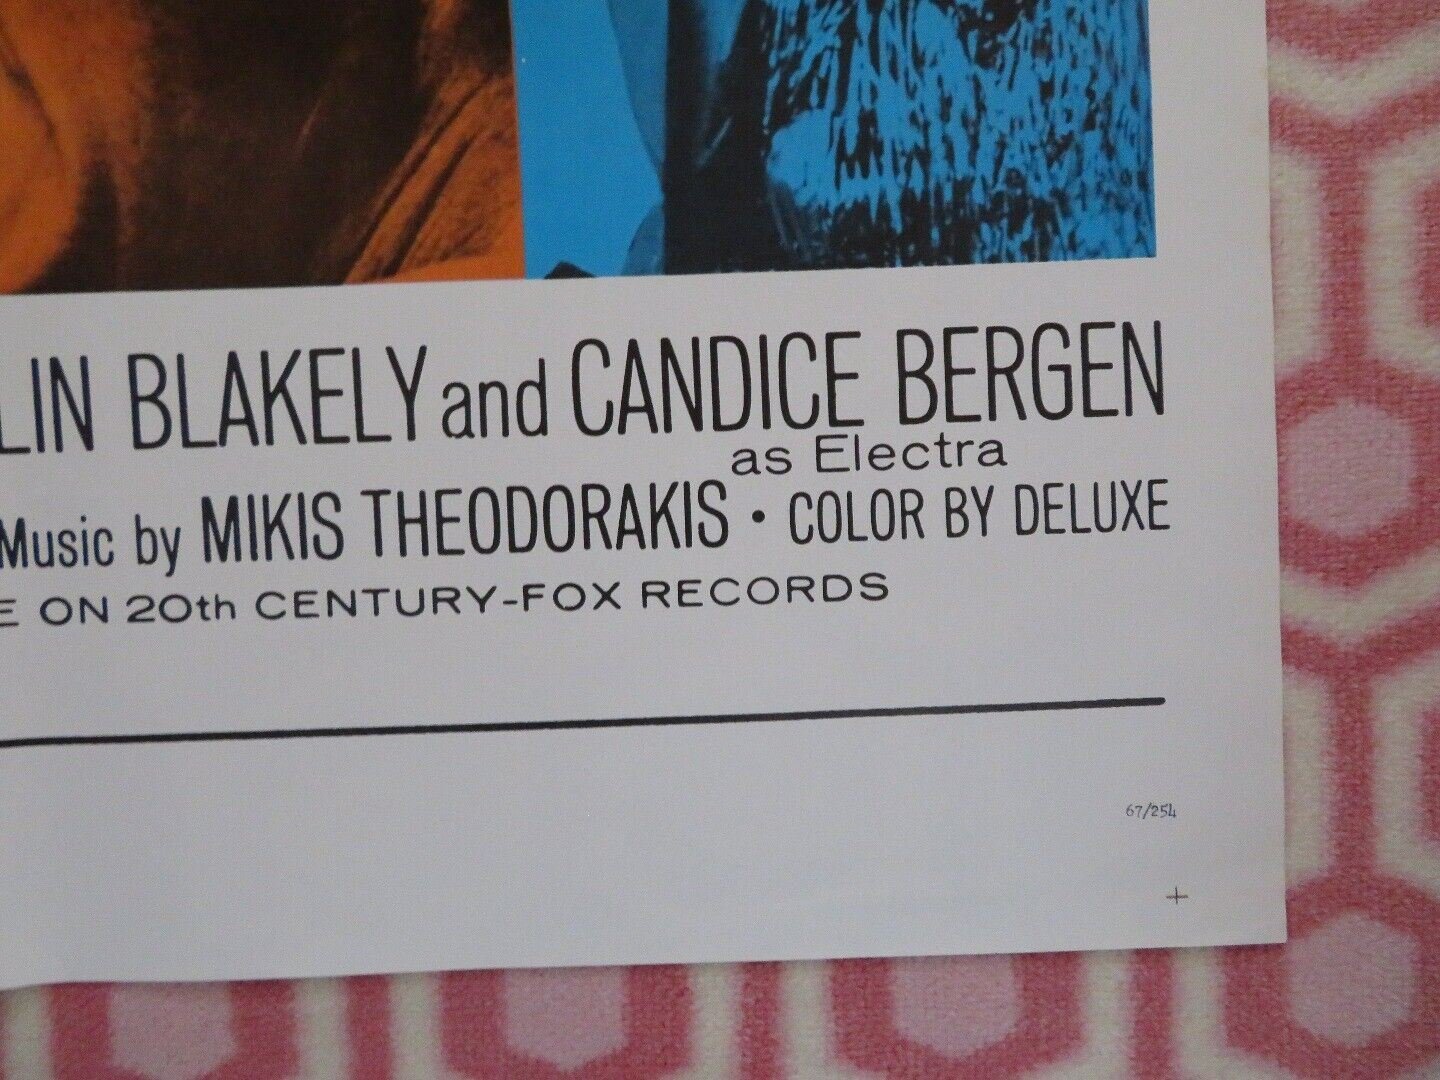 LIN BLAKELY and CANDICE BERGEN
as Electra
Music by MIKIS THEODORAKIS • COLOR BY DELUXE
E ON 20th CENTURY-FOX RECORDS
67/254